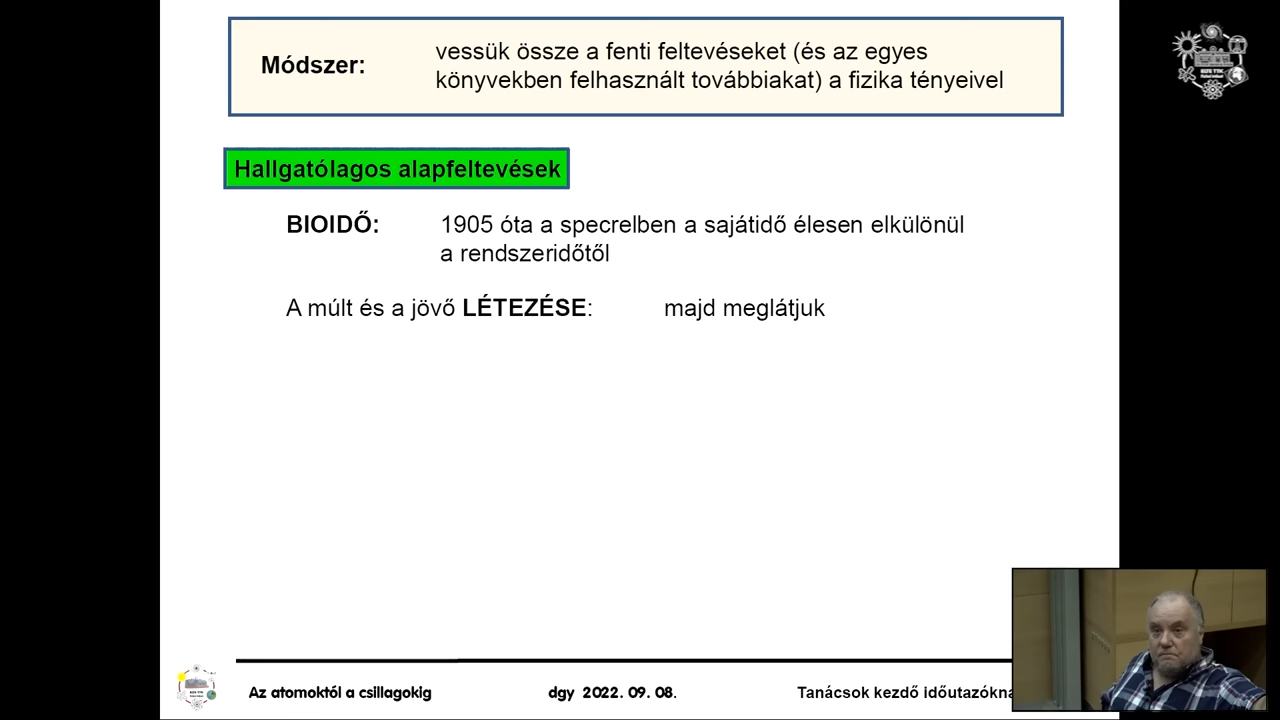 Módszer:
vessük össze a fenti feltevéseket (és az egyes
könyvekben felhasznált továbbiakat) a fizika tényeivel
Hallgatólagos alapfeltevések
BIOIDŐ:
1905 óta a specrelben a sajátidő élesen elkülönül
a rendszeridőtől
A múlt és a jövő LÉTEZÉSE: majd meglátjuk
Az atomoktól a csillagokig
dgy 2022. 09. 08.
Tanácsok kezdő